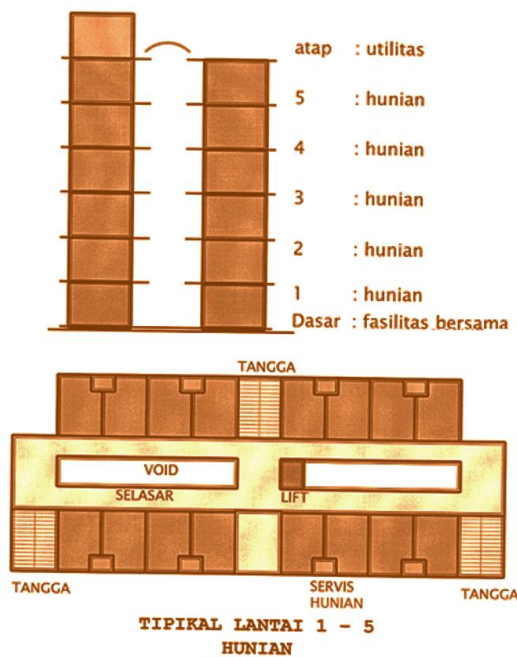 atap : utilitas
5 : hunian
4 : hunian
3 : hunian
2 : hunian
1 : hunian
Dasar : fasilitas bersama
TANGGA
VOID
SELASAR
LIFT
TANGGA
SERVIS
HUNIAN
TANGGA
TIPIKAL LANTAI 1 - 5
HUNIAN